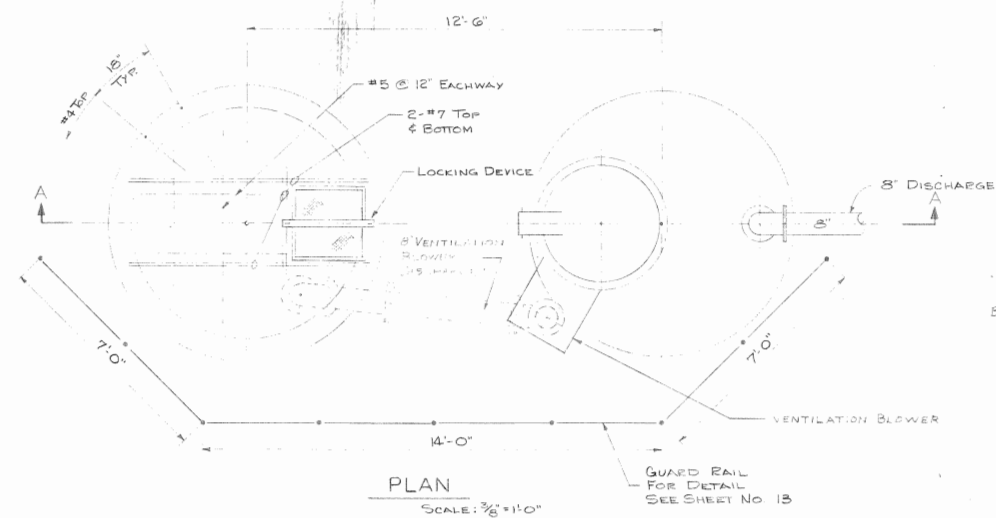 12'-6"
18"
TYP.
#4 TOP
#5 @ 12" EACHWAY
2-#7 TOP
& BOTTOM
LOCKING DEVICE
8" DISCHARGE
A
A
8"
8" VENTILATION
BLOWER
7'-0"
7'-0"
VENTILATION BLOWER
14'-0"
GUARD RAIL
FOR DETAIL
SEE SHEET NO. 13
PLAN
SCALE: 3/8" = 1'-0"